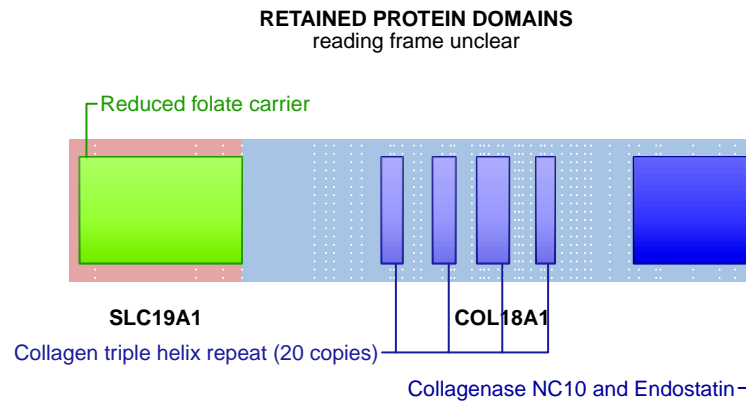 RETAINED PROTEIN DOMAINS
reading frame unclear
Reduced folate carrier
SLC19A1
COL18A1
Collagen triple helix repeat (20 copies)
Collagenase NC10 and Endostatin